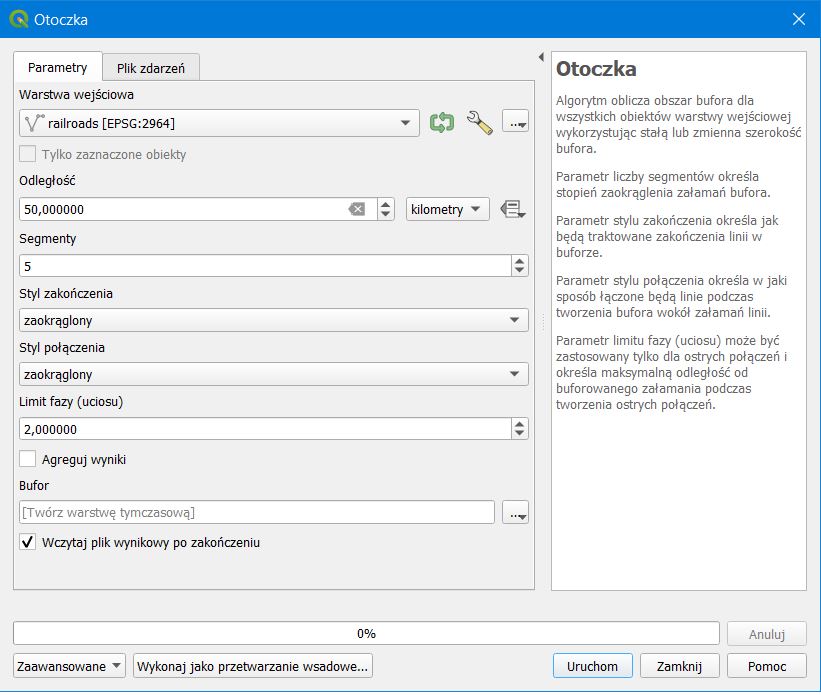 Otoczka
Parametry
Plik zdarzeń
Warstwa wejściowa
railroads [EPSG:2964]
...
Tylko zaznaczone obiekty
Odległość
50,000000
kilometry
Segmenty
5
Styl zakończenia
zaokrąglony
Styl połączenia
zaokrąglony
Limit fazy (uciosu)
2,000000
Agreguj wyniki
Bufor
[Twórz warstwę tymczasową]
...
Wczytaj plik wynikowy po zakończeniu
Otoczka
Algorytm oblicza obszar bufora dla
wszystkich obiektów warstwy wejściowej
wykorzystując stałą lub zmienna szerokość
bufora.
Parametr liczby segmentów określa
stopień zaokrąglenia załamań bufora.
Parametr stylu zakończenia określa jak
będą traktowane zakończenia linii w
buforze.
Parametr stylu połączenia określa w jaki
sposób łączone będą linie podczas
tworzenia bufora wokół załamań linii.
Parametr limitu fazy (uciosu) może być
zastosowany tylko dla ostrych połączeń i
określa maksymalną odległość od
buforowanego załamania podczas
tworzenia ostrych połączeń.
0%
Anuluj
Zaawansowane
Wykonaj jako przetwarzanie wsadowe...
Uruchom
Zamknij
Pomoc